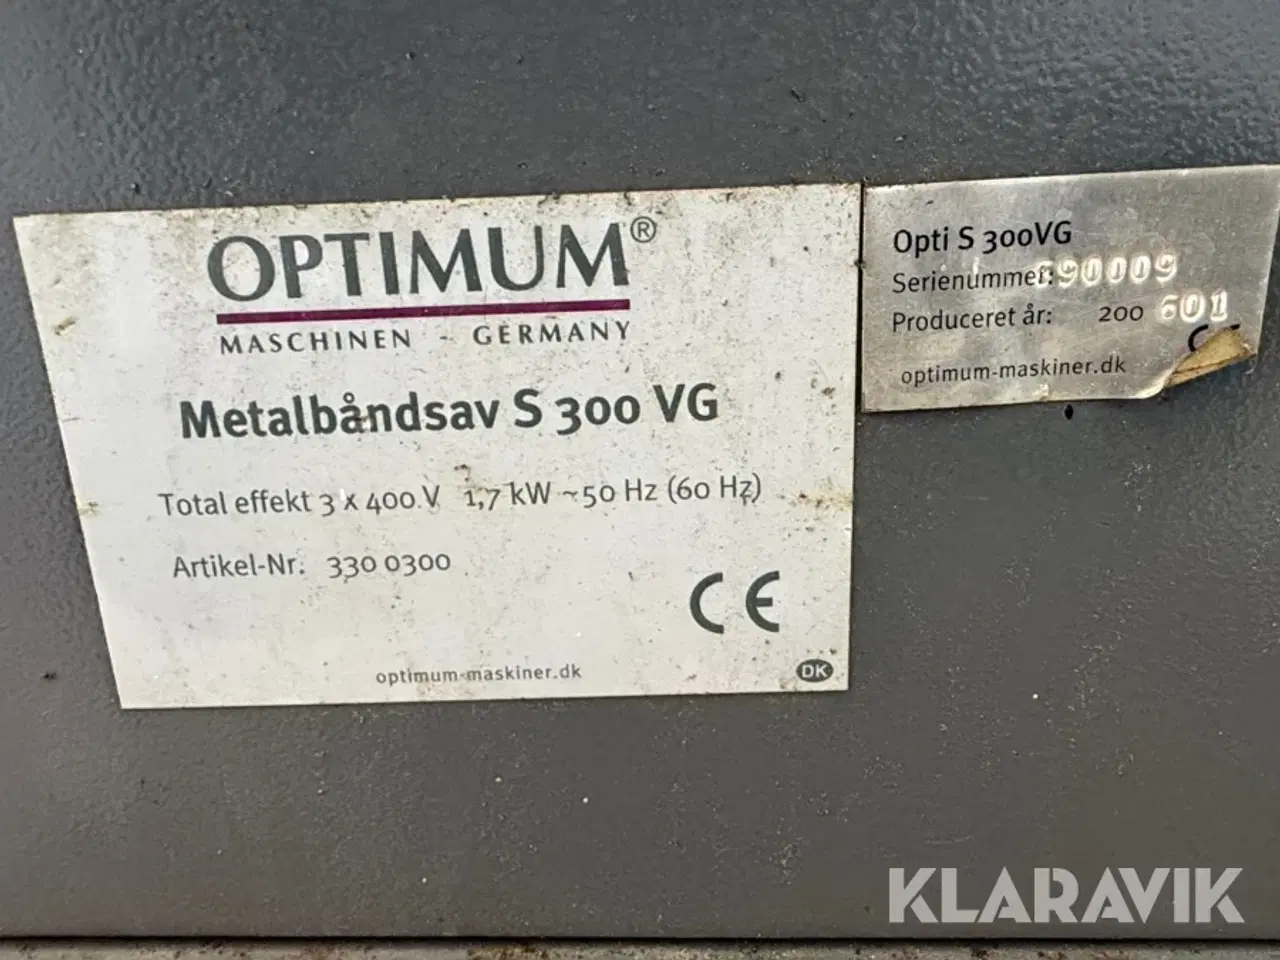 OPTIMUM®
MASCHINEN - GERMANY
Metalbåndsav S 300 VG
Total effekt 3 x 400 V 1,7 kW ~50 Hz (60 Hz)
Artikel-Nr. 330 0300
CE
optimum-maskiner.dk
DK
Opti S 300VG
Serienummer: 690009
Produceret år: 200 601
optimum-maskiner.dk
KLARAVIK